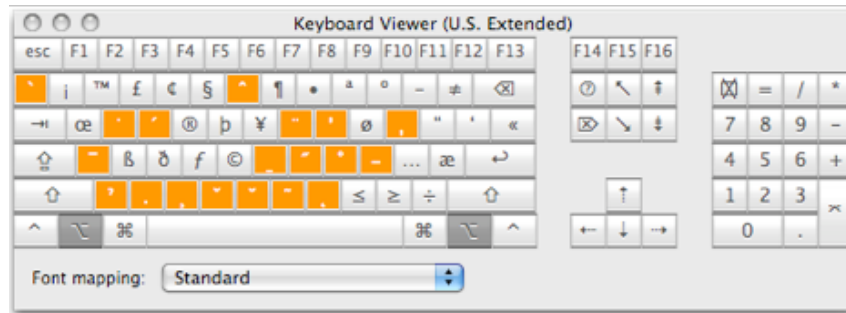 Keyboard Viewer (U.S. Extended)
esc F1 F2 F3 F4 F5 F6 F7 F8 F9 F10 F11 F12 F13 F14 F15 F16
` ¡ ™ £ ¢ § ˆ ¶ • ª º – ≠ ⌫ ? ↖ ⇞ = / *
⇥ œ ˙ ´ ® þ ¥ ¨ ø “ ‘ « ⌦ ↘ ⇟ 7 8 9 -
⇪ ¯ ß ð ƒ © … æ ↩ 4 5 6 +
⇧ ≤ ≥ ÷ ⇧ ↑ 1 2 3 ⌤
^ ⌥ ⌘ ⌘ ⌥ ^ ← ↓ → 0 .
Font mapping: Standard